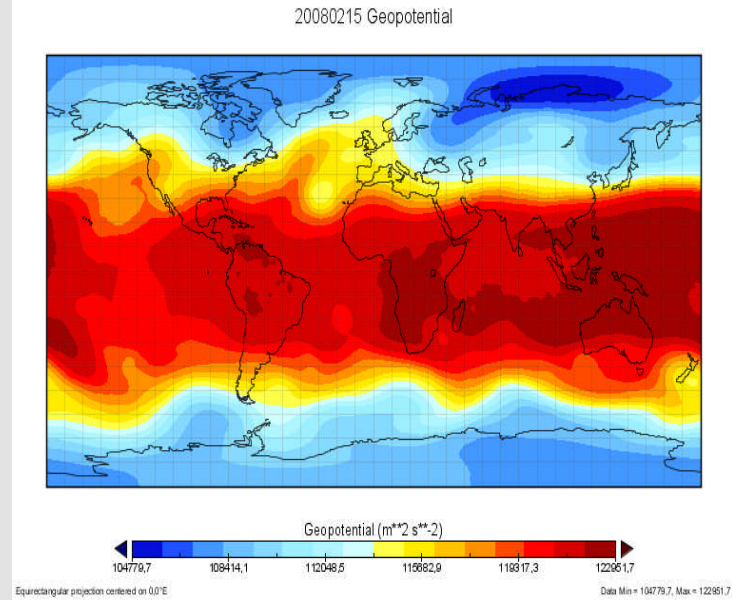 20080215 Geopotential
Geopotential (m**2 s**-2)
104779,7 108414,1 112048,5 115682,9 119317,3 122951,7
Equirectangular projection centered on 0,0°E Data Min = 104779,7, Max = 122951,7